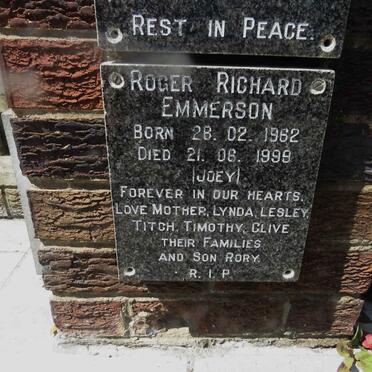 REST IN PEACE.
ROGER RICHARD
EMMERSON
BORN 28. 02. 1962
DIED 21. 06. 1999
(JOEY)
FOREVER IN OUR HEARTS.
LOVE MOTHER, LYNDA, LESLEY,
TITCH, TIMOTHY, CLIVE
THEIR FAMILIES
AND SON RORY.
R. I. P.